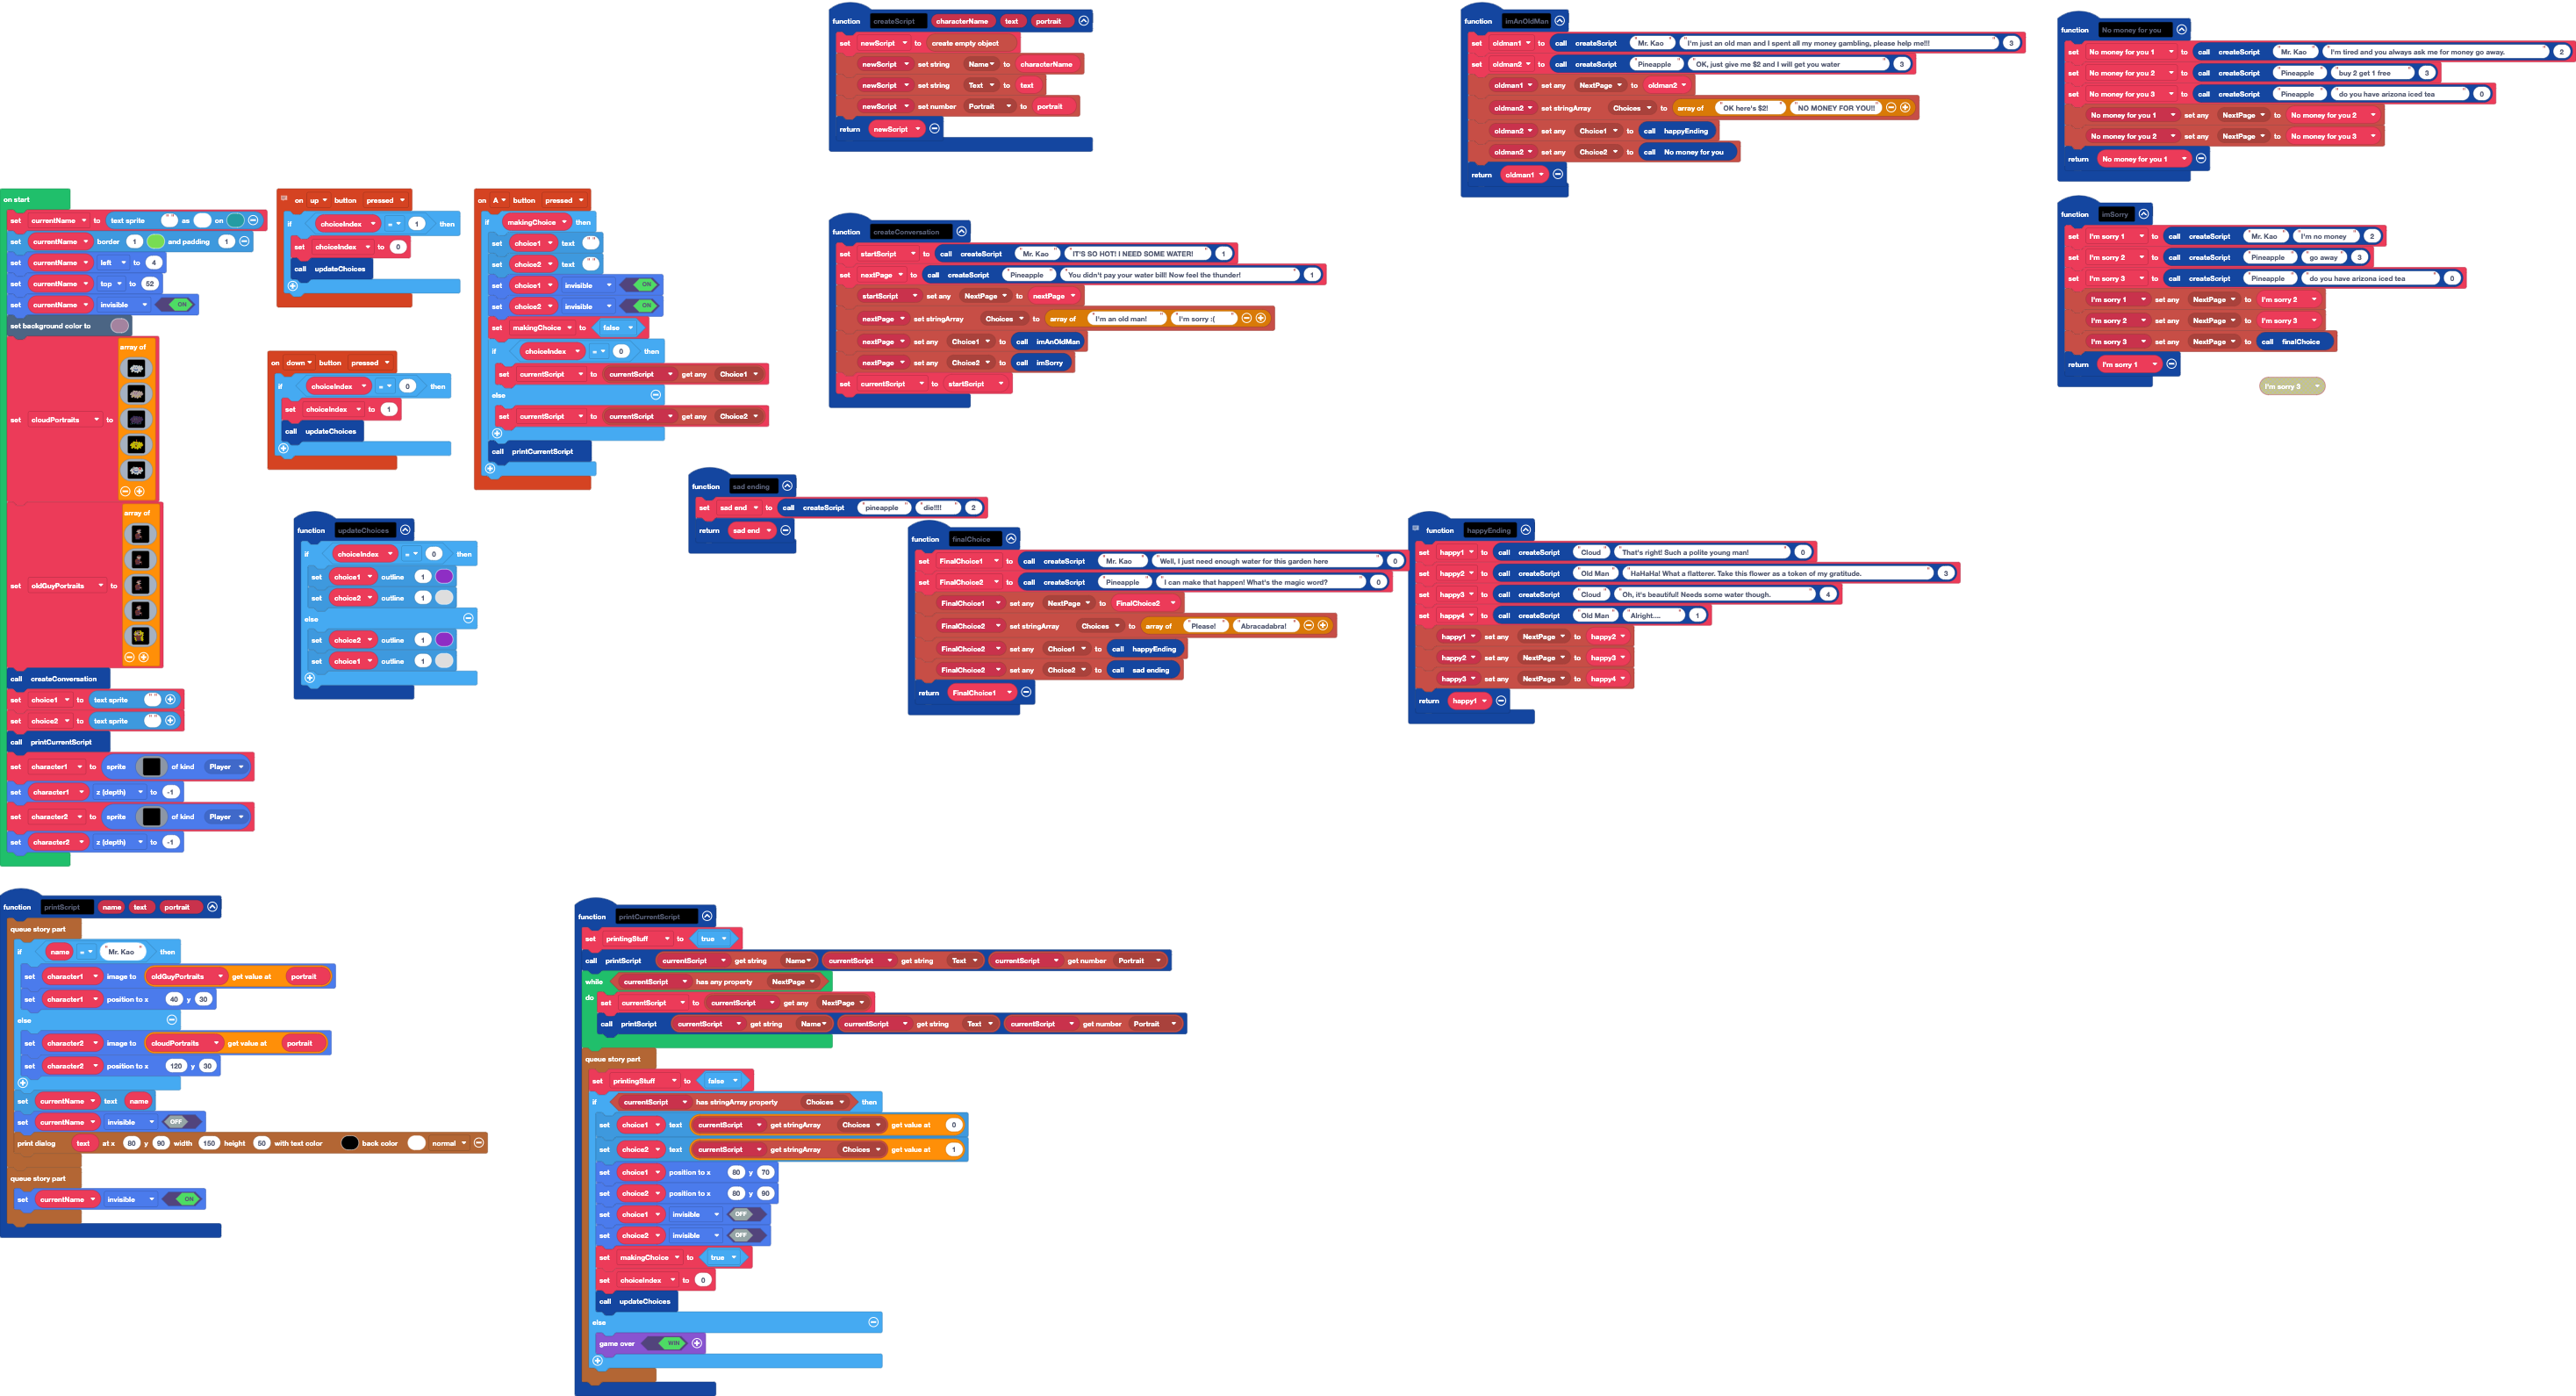 function createScript characterName text portrait
set newScript to create empty object
newScript set string Name to characterName
newScript set string Text to text
newScript set number Portrait to portrait
return newScript
function imAnOldMan
set oldman1 to call createScript "Mr. Kao" "I'm just an old man and I spent all my money gambling, please help me!!!" 3
set oldman2 to call createScript "Pineapple" "OK, just give me $2 and I will get you water" 3
oldman1 set any NextPage to oldman2
oldman2 set stringArray Choices to array of "OK here's $2!" "NO MONEY FOR YOU!!"
oldman2 set any Choice1 to call happyEnding
oldman2 set any Choice2 to call No money for you
return oldman1
function No money for you
set No money for you 1 to call createScript "Mr. Kao" "I'm tired and you always ask me for money go away." 2
set No money for you 2 to call createScript "Pineapple" "buy 2 get 1 free" 3
set No money for you 3 to call createScript "Pineapple" "do you have arizona iced tea" 0
No money for you 1 set any NextPage to No money for you 2
No money for you 2 set any NextPage to No money for you 3
return No money for you 1
on start
set currentName to text sprite " " as on
set currentName border 1 and padding 1
set currentName left to 4
set currentName top to 52
set currentName invisible ON
set background color to
set cloudPortraits to array of
set oldGuyPortraits to array of
call createConversation
set choice1 to text sprite " "
set choice2 to text sprite " "
call printCurrentScript
set character1 to sprite of kind Player
set character1 z (depth) to -1
set character2 to sprite of kind Player
set character2 z (depth) to -1
on up button pressed
if choiceIndex = 1 then
set choiceIndex to 0
call updateChoices
on down button pressed
if choiceIndex = 0 then
set choiceIndex to 1
call updateChoices
on A button pressed
if makingChoice then
set choice1 text " "
set choice2 text " "
set choice1 invisible ON
set choice2 invisible ON
set makingChoice to false
if choiceIndex = 0 then
set currentScript to currentScript get any Choice1
else
set currentScript to currentScript get any Choice2
call printCurrentScript
function createConversation
set startScript to call createScript "Mr. Kao" "IT'S SO HOT! I NEED SOME WATER!" 1
set nextPage to call createScript "Pineapple" "You didn't pay your water bill! Now feel the thunder!" 1
startScript set any NextPage to nextPage
nextPage set stringArray Choices to array of "I'm an old man!" "I'm sorry :("
nextPage set any Choice1 to call imAnOldMan
nextPage set any Choice2 to call imSorry
set currentScript to startScript
function imSorry
set I'm sorry 1 to call createScript "Mr. Kao" "I'm no money" 2
set I'm sorry 2 to call createScript "Pineapple" "go away" 3
set I'm sorry 3 to call createScript "Pineapple" "do you have arizona iced tea" 0
I'm sorry 1 set any NextPage to I'm sorry 2
I'm sorry 2 set any NextPage to I'm sorry 3
I'm sorry 3 set any NextPage to call finalChoice
return I'm sorry 1
I'm sorry 3
function updateChoices
if choiceIndex = 0 then
set choice1 outline 1
set choice2 outline 1
else
set choice2 outline 1
set choice1 outline 1
function sad ending
set sad end to call createScript "pineapple" "die!!!!" 2
return sad end
function finalChoice
set FinalChoice1 to call createScript "Mr. Kao" "Well, I just need enough water for this garden here" 0
set FinalChoice2 to call createScript "Pineapple" "I can make that happen! What's the magic word?" 0
FinalChoice1 set any NextPage to FinalChoice2
FinalChoice2 set stringArray Choices to array of "Please!" "Abracadabra!"
FinalChoice2 set any Choice1 to call happyEnding
FinalChoice2 set any Choice2 to call sad ending
return FinalChoice1
function happyEnding
set happy1 to call createScript "Cloud" "That's right! Such a polite young man!" 0
set happy2 to call createScript "Old Man" "HaHaHa! What a flatterer. Take this flower as a token of my gratitude." 3
set happy3 to call createScript "Cloud" "Oh, it's beautiful! Needs some water though." 4
set happy4 to call createScript "Old Man" "Alright...." 1
happy1 set any NextPage to happy2
happy2 set any NextPage to happy3
happy3 set any NextPage to happy4
return happy1
function printScript name text portrait
queue story part
if name = "Mr. Kao" then
set character1 image to oldGuyPortraits get value at portrait
set character1 position to x 40 y 30
else
set character2 image to cloudPortraits get value at portrait
set character2 position to x 120 y 30
set currentName text name
set currentName invisible OFF
print dialog text at x 80 y 90 width 150 height 50 with text color back color normal
queue story part
set currentName invisible ON
function printCurrentScript
set printingStuff to true
call printScript currentScript get string Name currentScript get string Text currentScript get number Portrait
while currentScript has any property NextPage
do set currentScript to currentScript get any NextPage
call printScript currentScript get string Name currentScript get string Text currentScript get number Portrait
queue story part
set printingStuff to false
if currentScript has stringArray property Choices then
set choice1 text currentScript get stringArray Choices get value at 0
set choice2 text currentScript get stringArray Choices get value at 1
set choice1 position to x 80 y 70
set choice2 position to x 80 y 90
set choice1 invisible OFF
set choice2 invisible OFF
set makingChoice to true
set choiceIndex to 0
call updateChoices
else
game over WIN